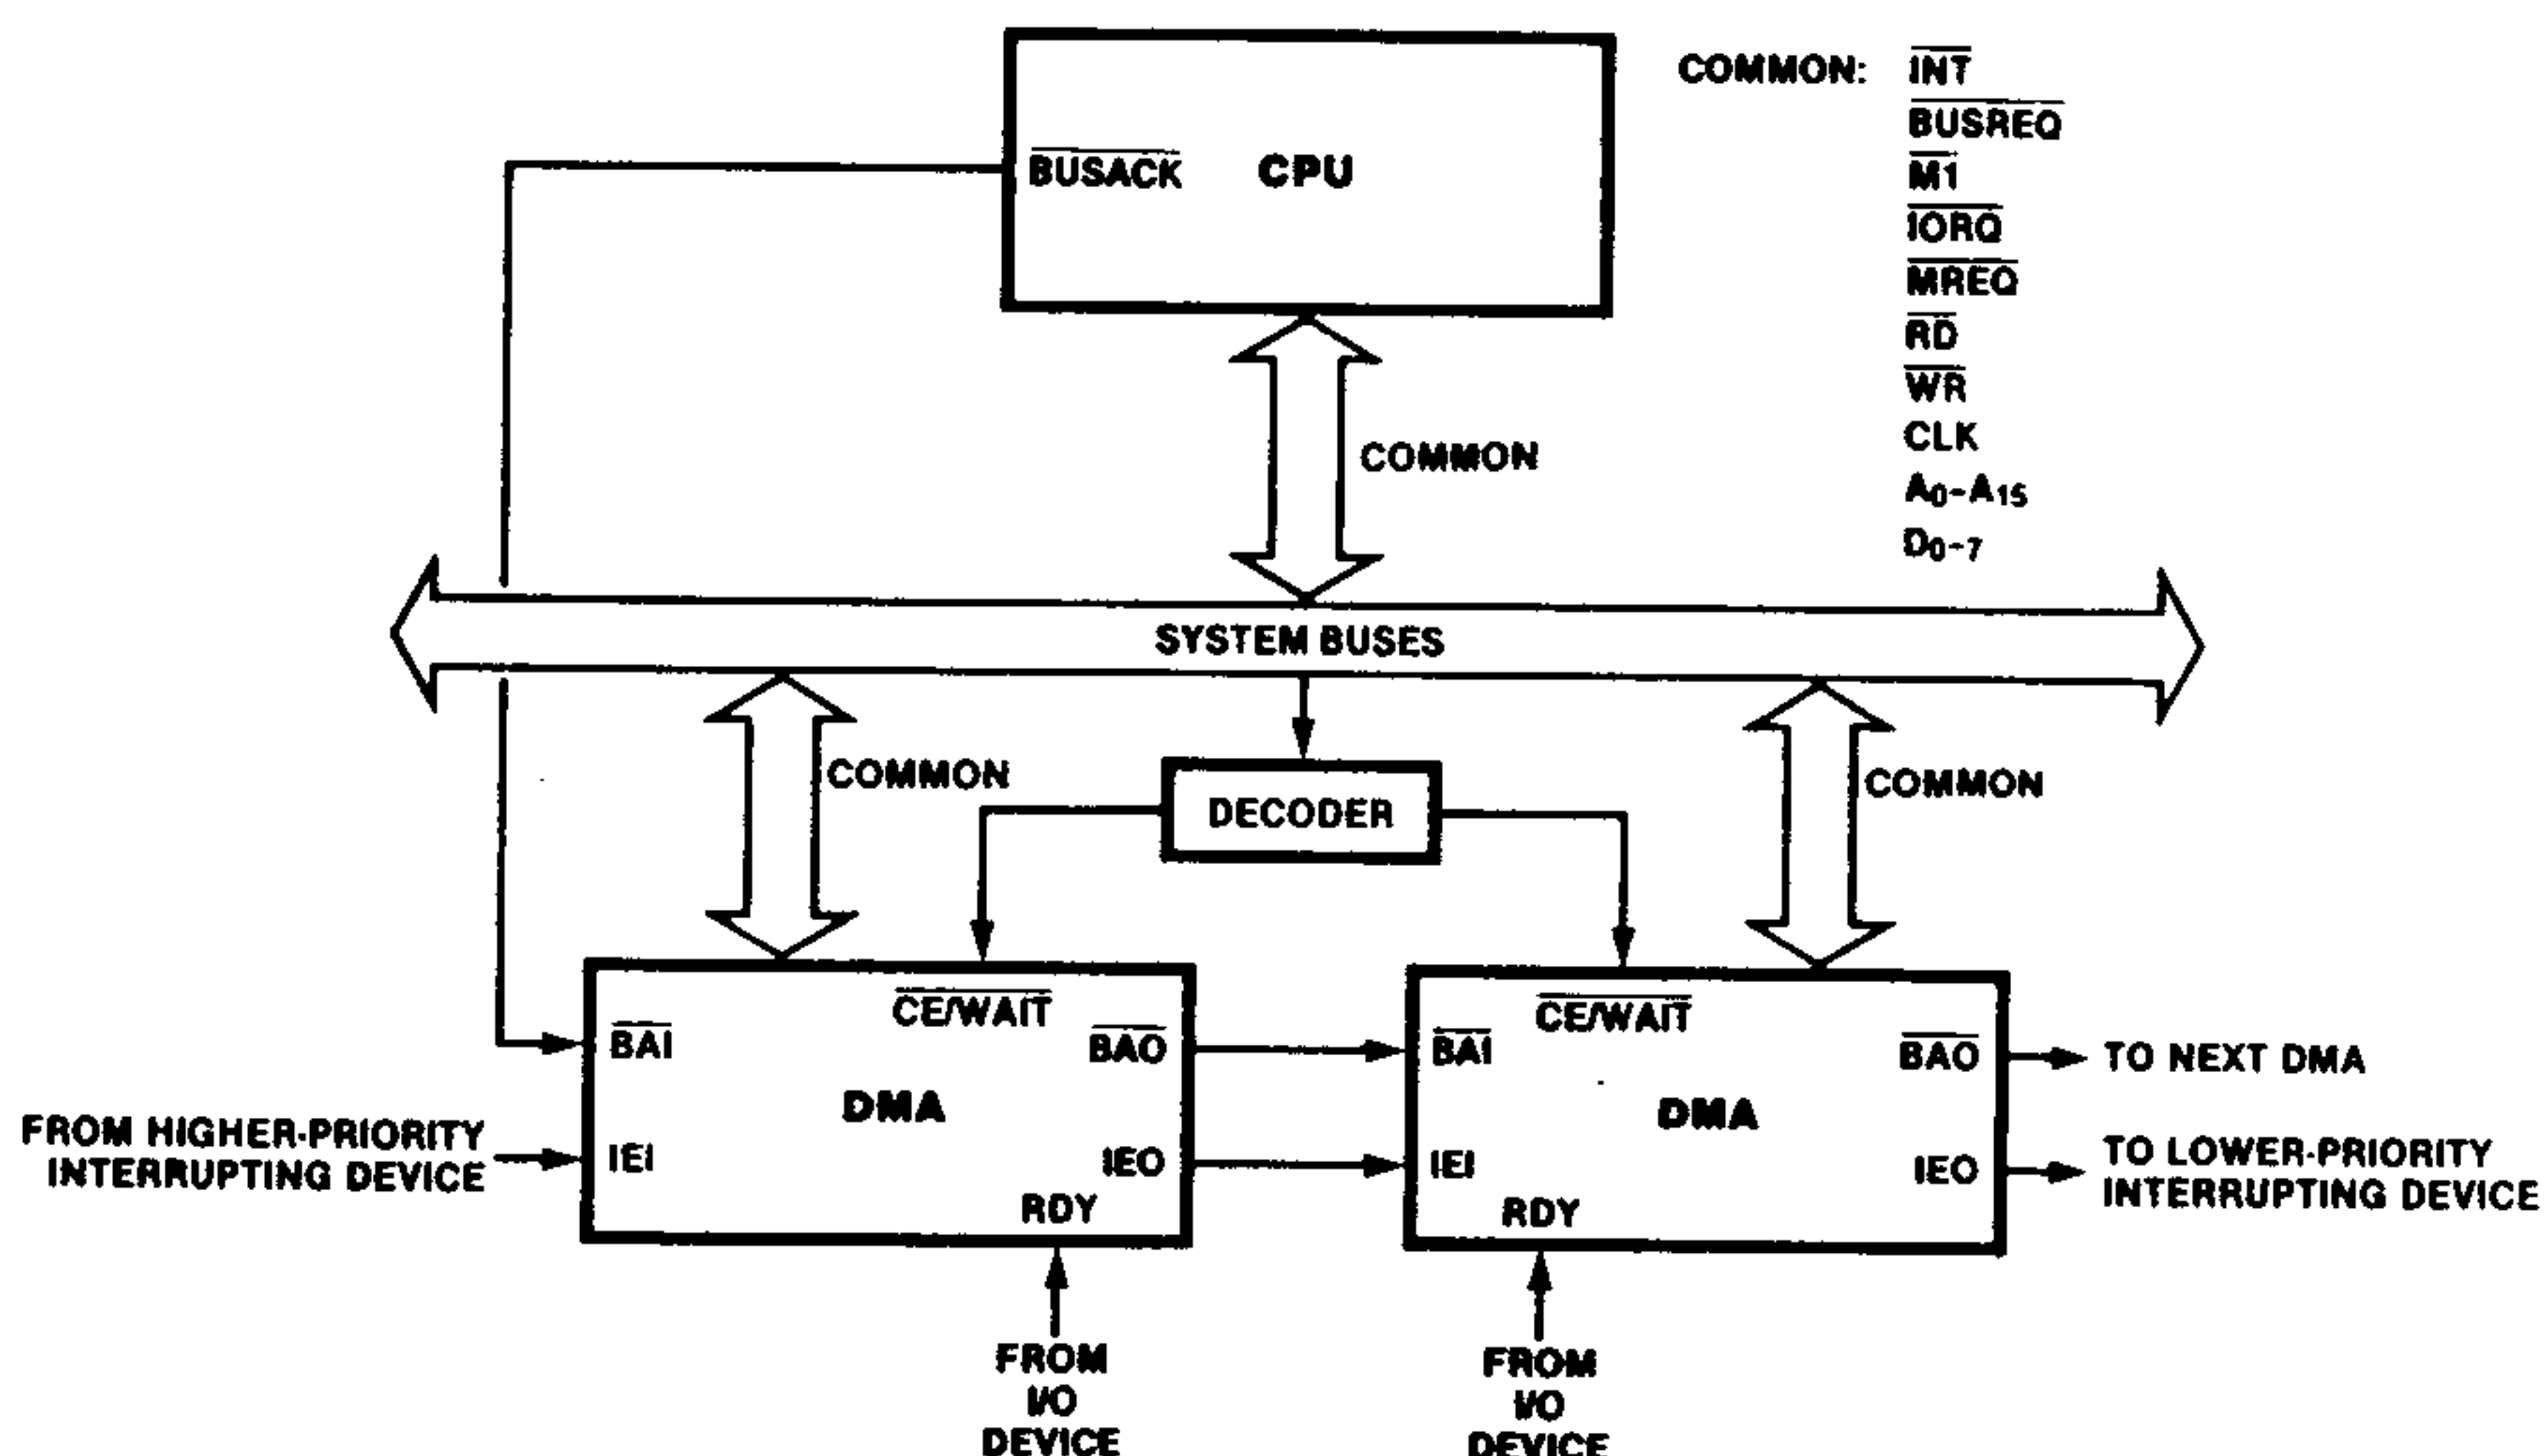 COMMON: INT
BUSREQ
M1
IORQ
MREQ
RD
WR
CLK
A0-A15
D0-7
BUSACK CPU
COMMON
SYSTEM BUSES
COMMON
DECODER
COMMON
CE/WAIT
BAI
BAO
DMA
IEI
IEO
RDY
CE/WAIT
BAI
BAO
DMA
IEI
IEO
RDY
FROM HIGHER-PRIORITY
INTERRUPTING DEVICE
TO NEXT DMA
TO LOWER-PRIORITY
INTERRUPTING DEVICE
FROM
I/O
DEVICE
FROM
I/O
DEVICE